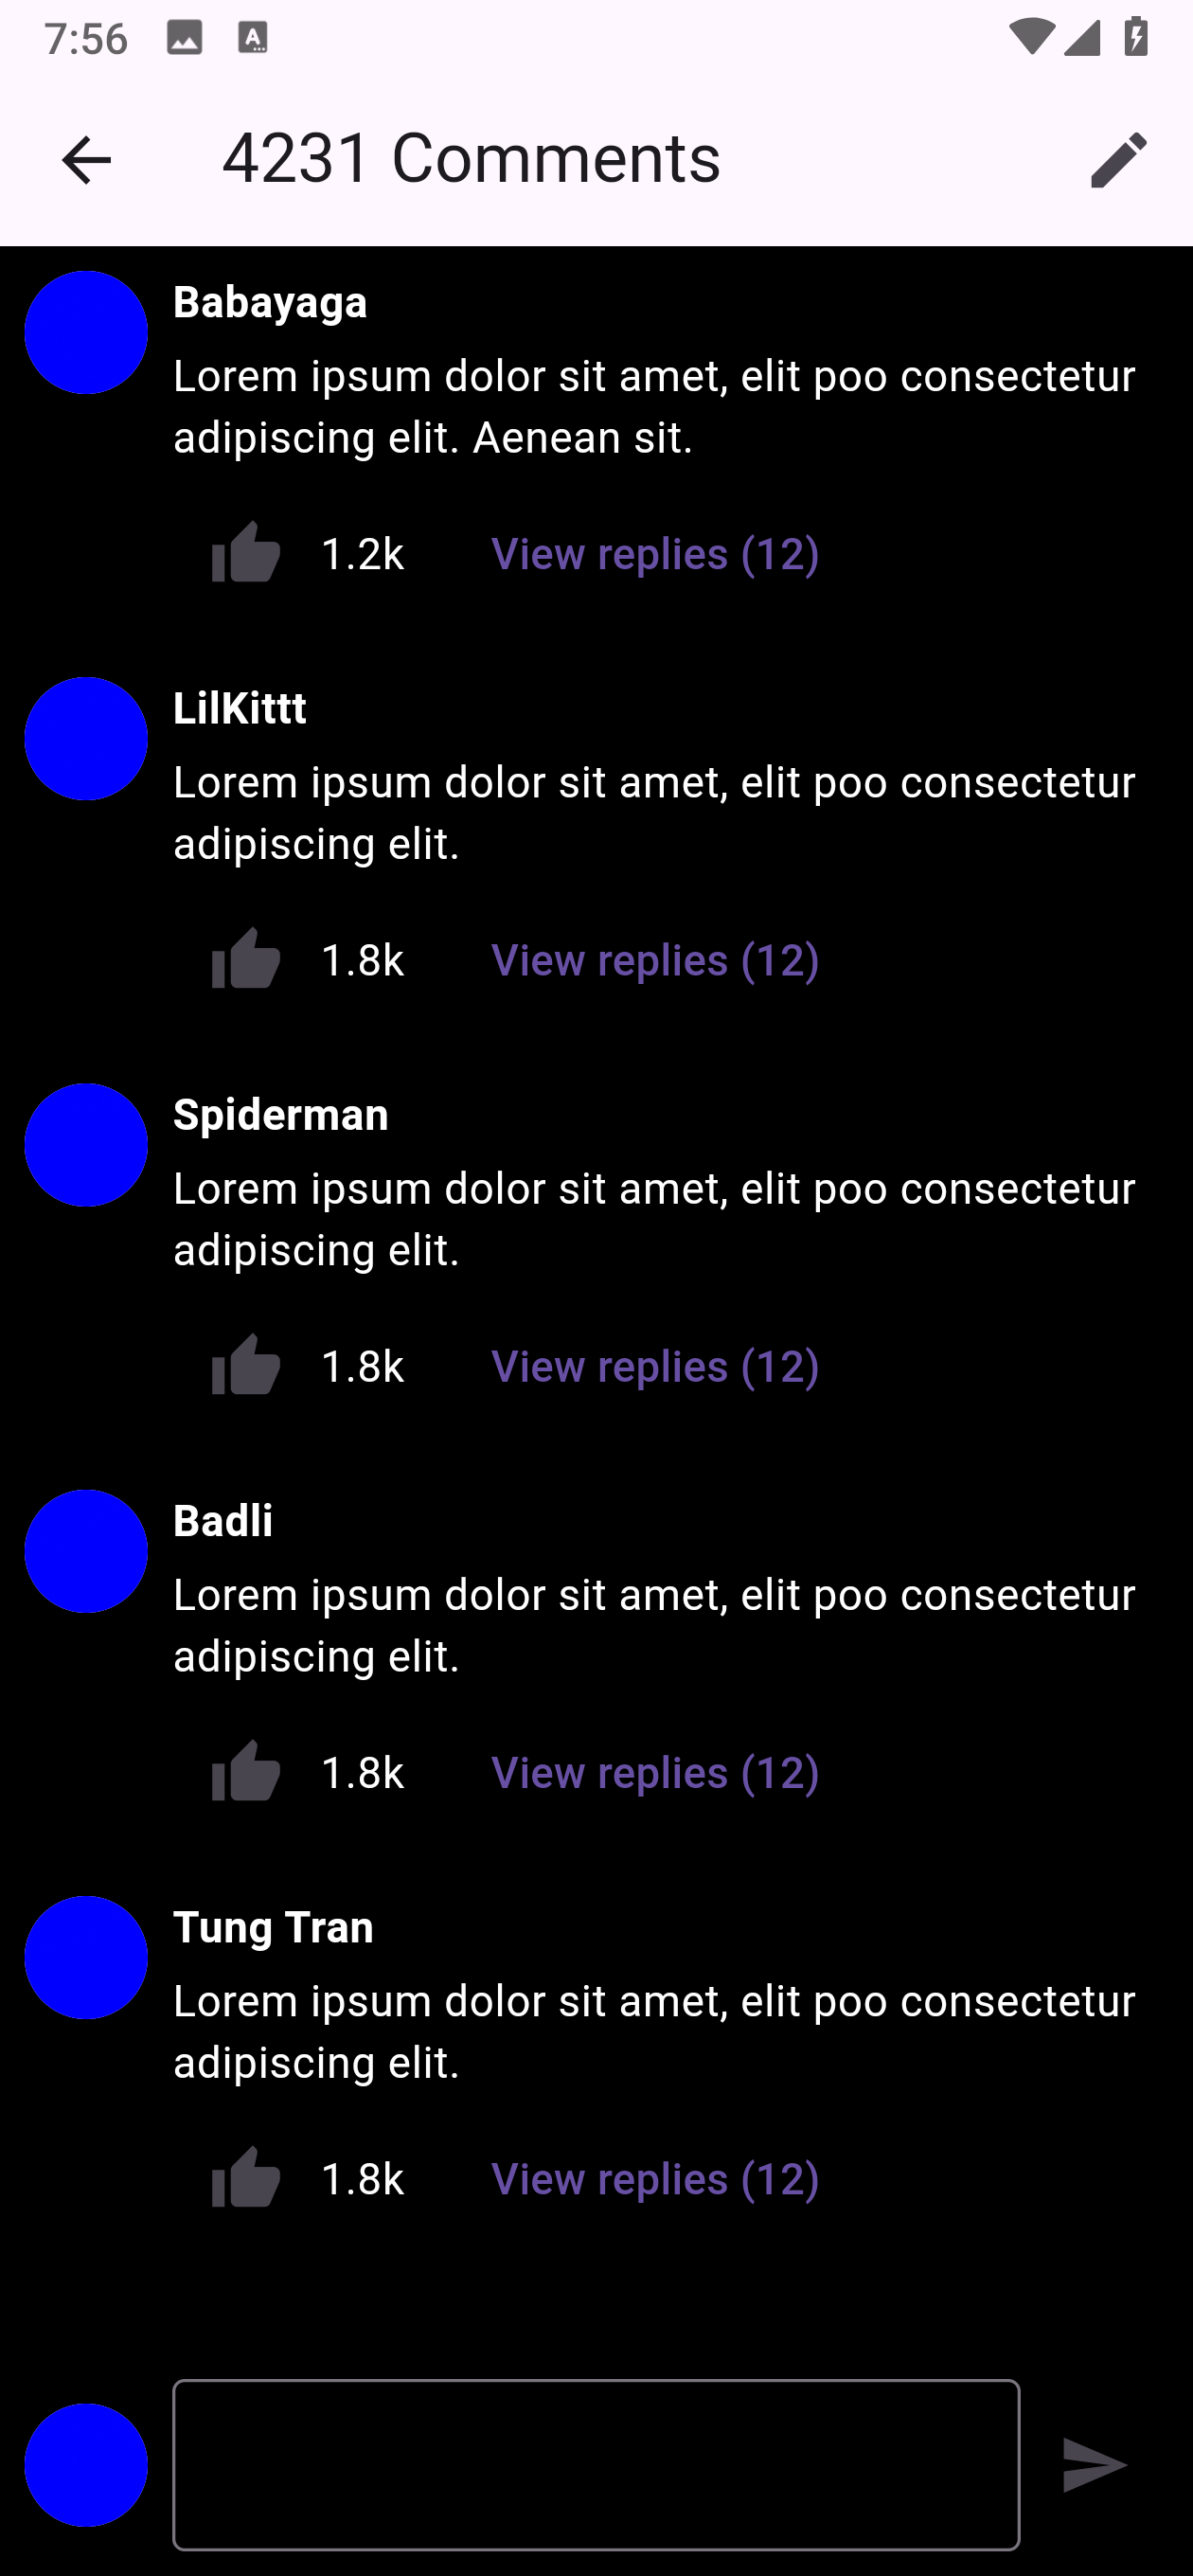 7:56
4231 Comments
Babayaga
Lorem ipsum dolor sit amet, elit poo consectetur
adipiscing elit. Aenean sit.
1.2k View replies (12)
LilKittt
Lorem ipsum dolor sit amet, elit poo consectetur
adipiscing elit.
1.8k View replies (12)
Spiderman
Lorem ipsum dolor sit amet, elit poo consectetur
adipiscing elit.
1.8k View replies (12)
Badli
Lorem ipsum dolor sit amet, elit poo consectetur
adipiscing elit.
1.8k View replies (12)
Tung Tran
Lorem ipsum dolor sit amet, elit poo consectetur
adipiscing elit.
1.8k View replies (12)